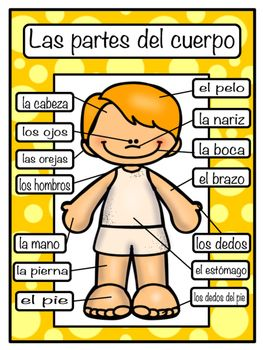 Las partes del cuerpo
la cabeza
los ojos
las orejas
los hombros
la mano
la pierna
el pie
el pelo
la nariz
la boca
el brazo
los dedos
el estómago
los dedos del pie